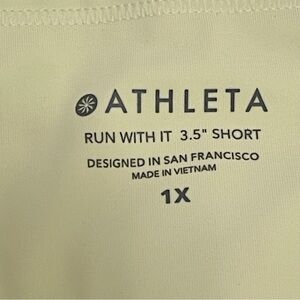 ATHLETA
RUN WITH IT 3.5" SHORT
DESIGNED IN SAN FRANCISCO
MADE IN VIETNAM
1X